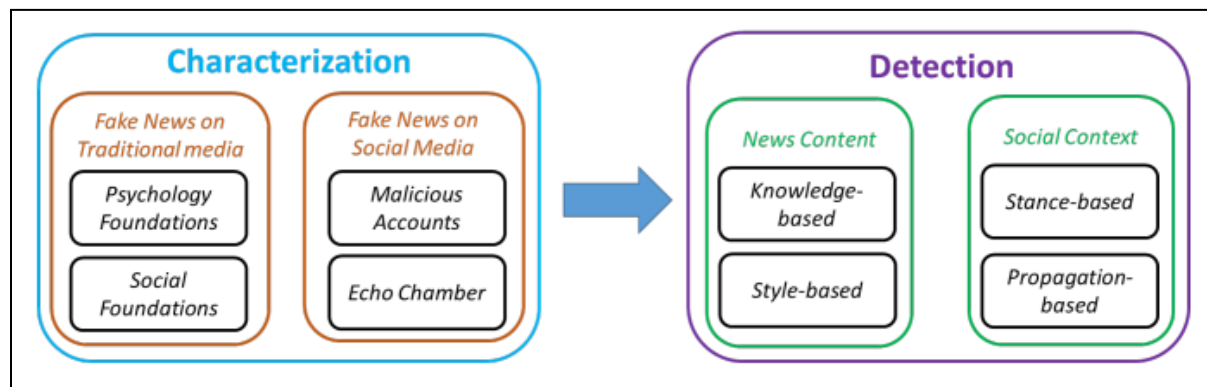 Characterization
Fake News on
Traditional media
Psychology
Foundations
Social
Foundations
Fake News on
Social Media
Malicious
Accounts
Echo Chamber
Detection
News Content
Knowledge-
based
Style-based
Social Context
Stance-based
Propagation-
based